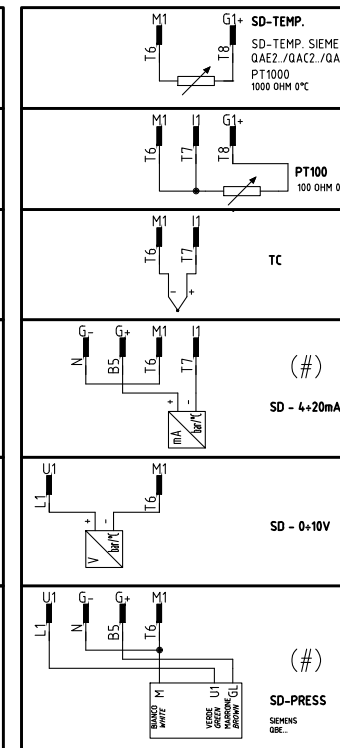 M1 G1+ SD-TEMP.
T6 T8
SD-TEMP. SIEME
QAE2../QAC2../QA
PT1000
1000 OHM 0°C
M1 I1 G1+
T6 T7 T8
PT100
100 OHM 0
M1 I1
T6 T7
TC
- +
G- G+ M1 I1
N B5 T6 T7
(#)
+ -
mA bar/°C
SD - 4÷20mA
U1 M1
L1 T6
+ -
V bar/°C
SD - 0÷10V
U1 G- G+ M1
L1 N B5 T6
(#)
M U1 GL
BIANCO
WHITE
VERDE
GREEN
MARRONE
BROWN
SD-PRESS
SIEMENS
QBE...